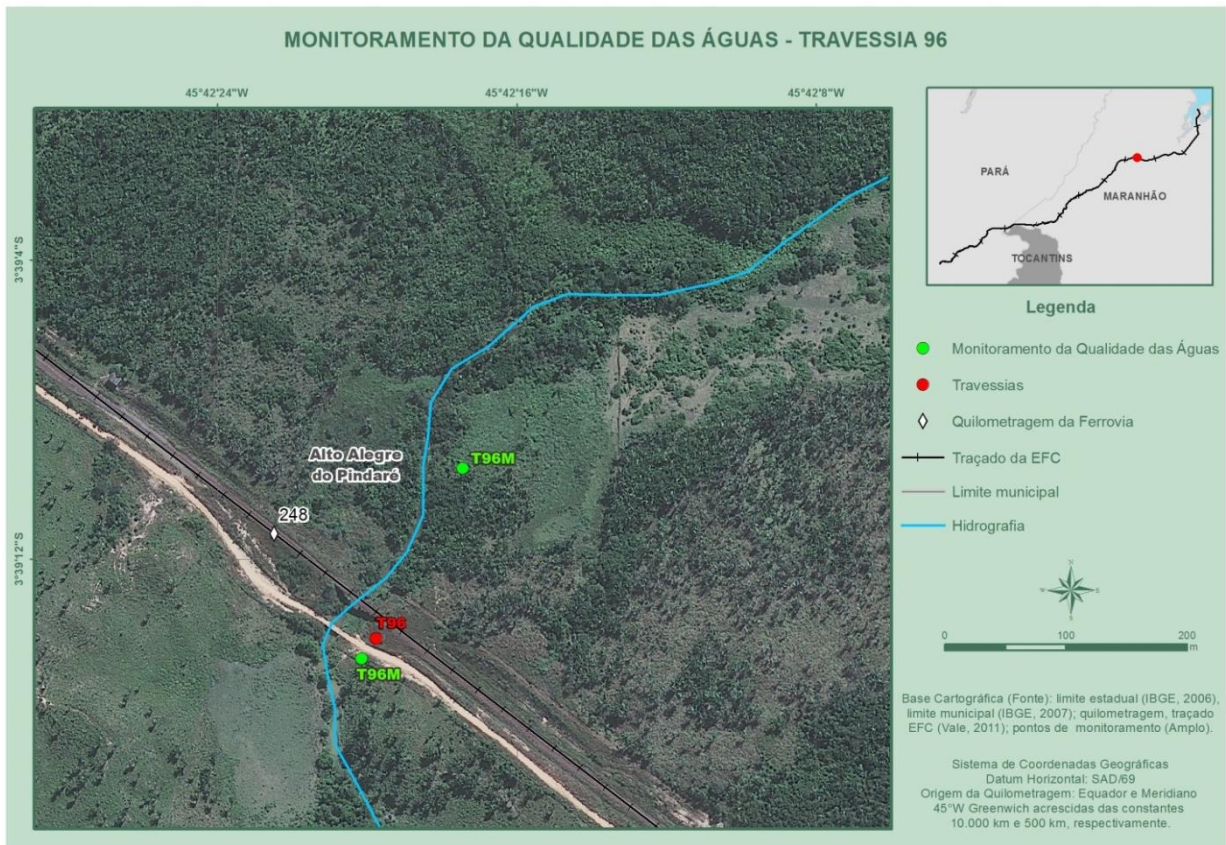 MONITORAMENTO DA QUALIDADE DAS ÁGUAS - TRAVESSIA 96
45°42'24"W
45°42'16"W
45°42'8"W
3°39'4"S
3°39'12"S
Alto Alegre
do Pindaré
T96M
248
T96
T96M
PARÁ
MARANHÃO
TOCANTINS
Legenda
Monitoramento da Qualidade das Águas
Travessias
Quilometragem da Ferrovia
Traçado da EFC
Limite municipal
Hidrografia
N
W
S
0
100
200
m
Base Cartográfica (Fonte): limite estadual (IBGE, 2006),
limite municipal (IBGE, 2007); quilometragem, traçado
EFC (Vale, 2011); pontos de monitoramento (Amplo).
Sistema de Coordenadas Geográficas
Datum Horizontal: SAD/69
Origem da Quilometragem: Equador e Meridiano
45°W Greenwich acrescidas das constantes
10.000 km e 500 km, respectivamente.